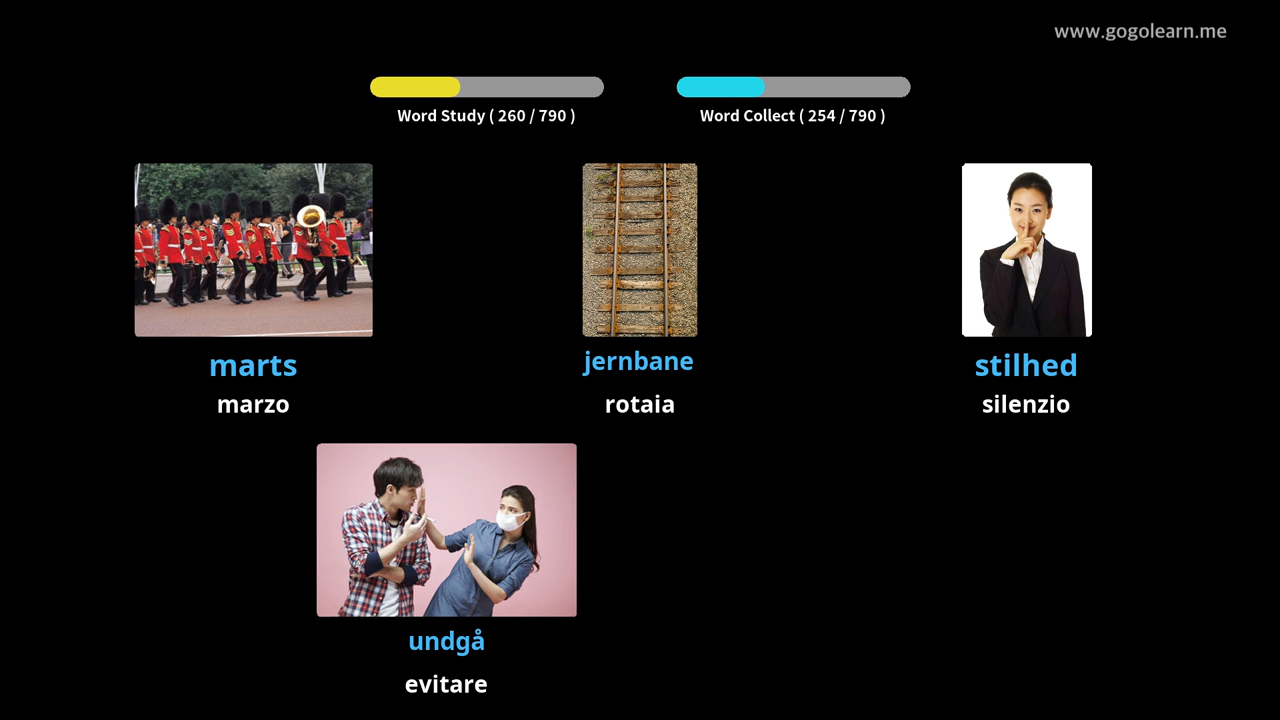 www.gogolearn.me
Word Study ( 260 / 790 )
Word Collect ( 254 / 790 )
marts
jernbane
stilhed
marzo
rotaia
silenzio
undgå
evitare